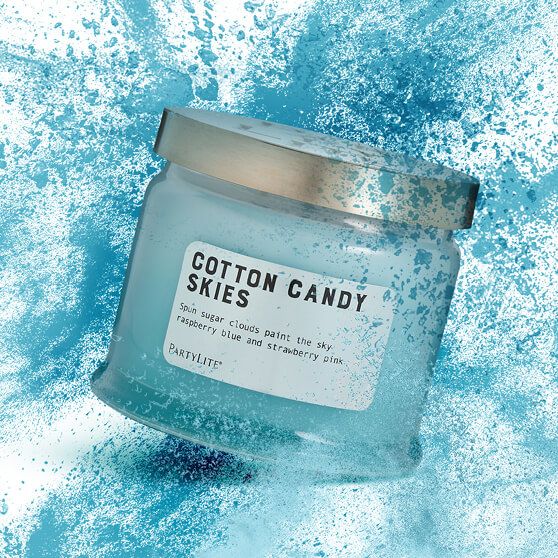 COTTON CANDY
SKIES
Spun sugar clouds paint the sky
raspberry blue and strawberry pink
PARTYLITE®